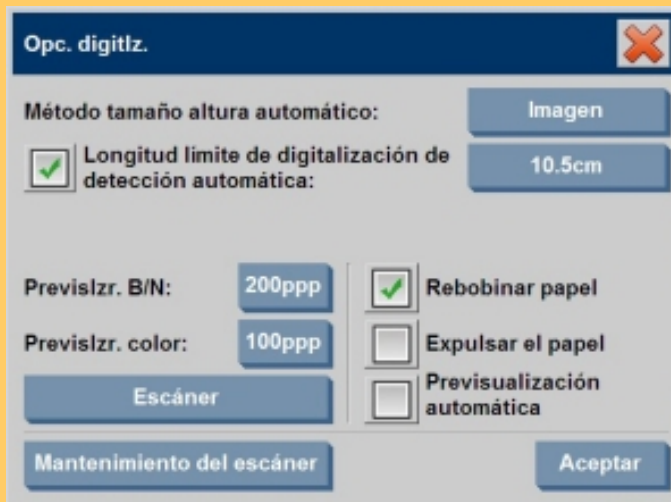 Opc. digitlz.
Método tamaño altura automático: Imagen
Longitud limite de digitalización de
detección automática: 10.5cm
Previslzr. B/N: 200ppp
Rebobinar papel
Previslzr. color: 100ppp
Expulsar el papel
Escáner
Previsualización
automática
Mantenimiento del escáner
Aceptar